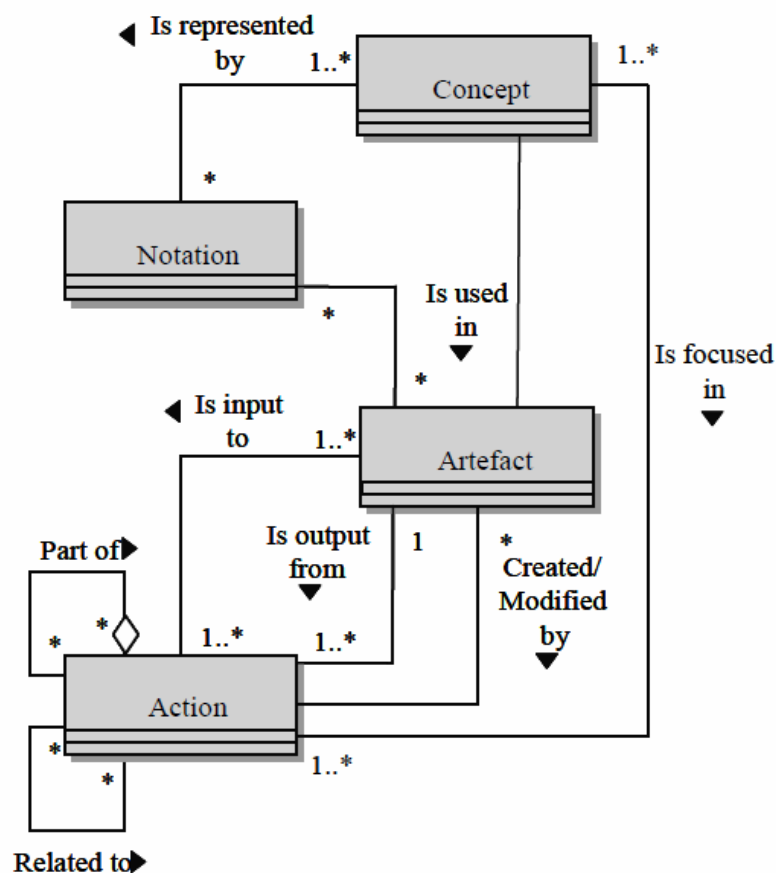 Is represented
by
1..*
1..*
Concept
*
Notation
*
Is used
in
Is focused
in
*
Is input
to
1..*
Artefact
Part of
Is output
from
1
*
Created/
Modified
by
*
*
1..*
1..*
Action
*
*
1..*
Related to